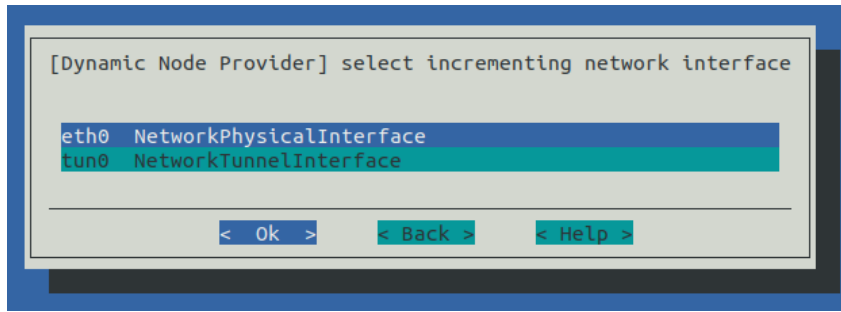 [Dynamic Node Provider] select incrementing network interface
eth0  NetworkPhysicalInterface
tun0  NetworkTunnelInterface
<  Ok  >  < Back >  < Help >